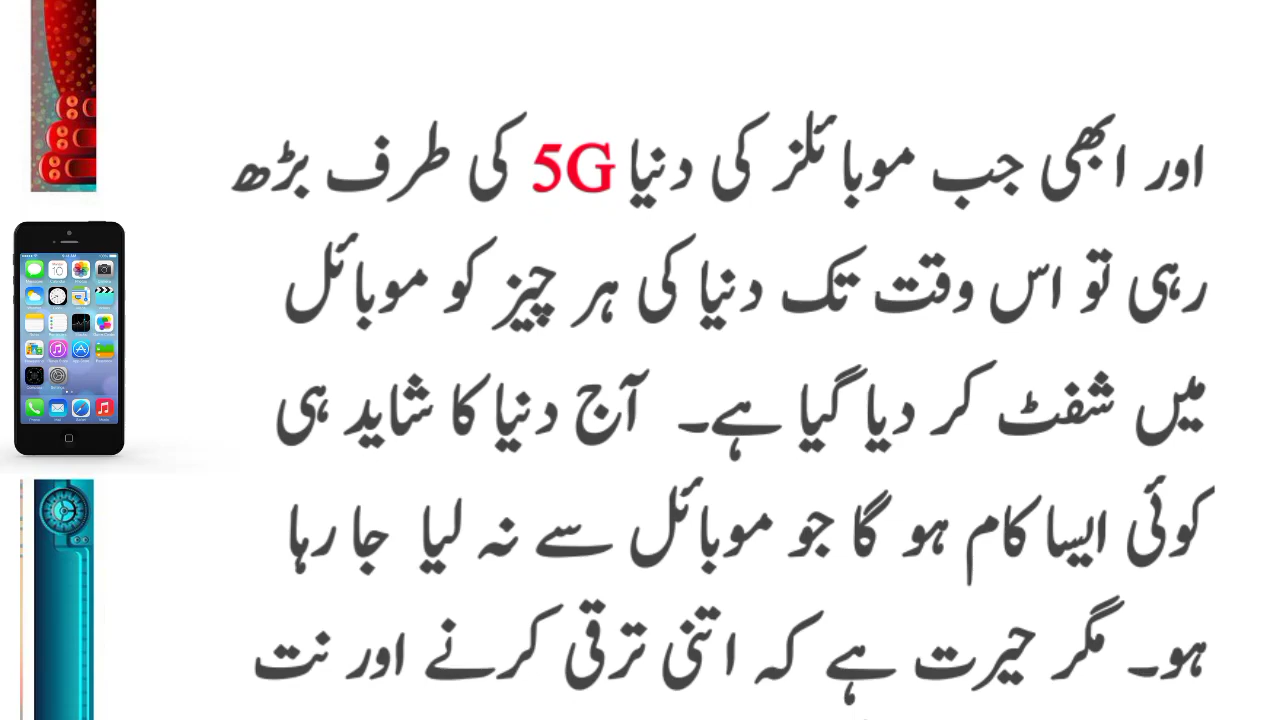 اور ابھی جب موبائلز کی دنیا 5G کی طرف بڑھ
رہی تو اس وقت تک دنیا کی ہر چیز کو موبائل
میں شفٹ کر دیا گیا ہے۔ آج دنیا کا شاید ہی
کوئی ایسا کام ہو گا جو موبائل سے نہ لیا جا رہا
ہو۔ مگر حیرت ہے کہ اتنی ترقی کرنے اور نت